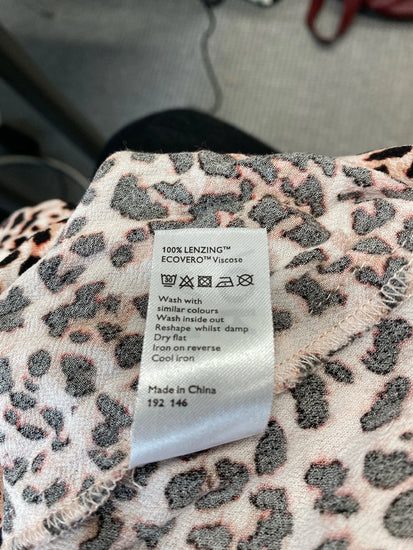 100% LENZING™
ECOVERO™ Viscose
Wash with
similar colours
Wash inside out
Reshape whilst damp
Dry flat
Iron on reverse
Cool iron
Made in China
192 146